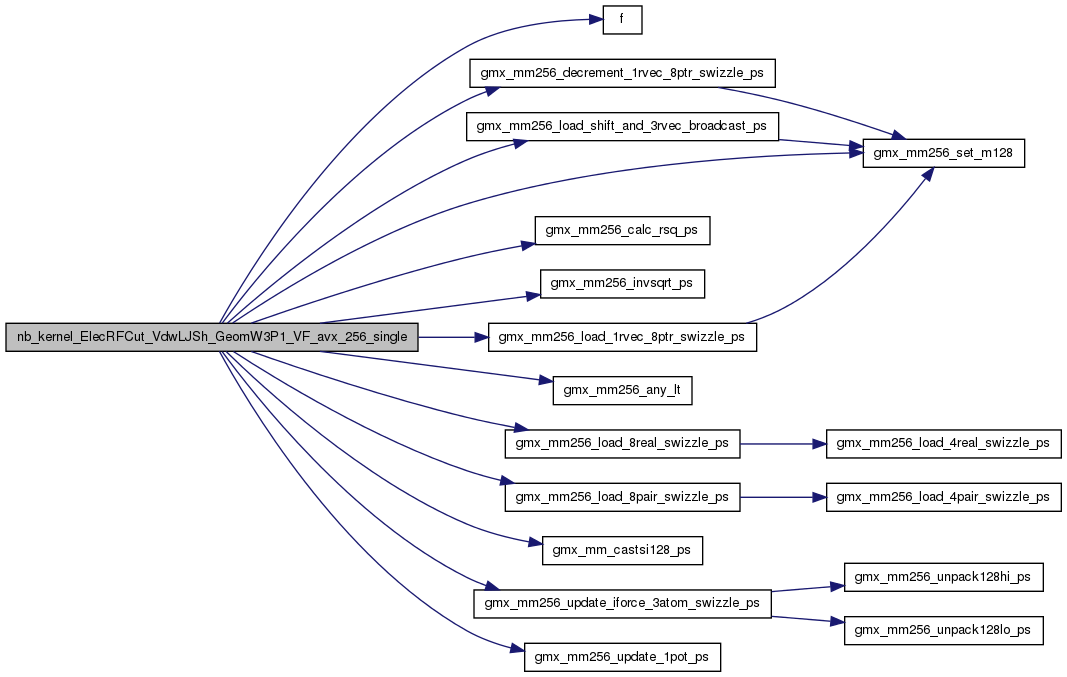 f
gmx_mm256_decrement_1rvec_8ptr_swizzle_ps
gmx_mm256_load_shift_and_3rvec_broadcast_ps
gmx_mm256_set_m128
gmx_mm256_calc_rsq_ps
gmx_mm256_invsqrt_ps
nb_kernel_ElecRFCut_VdwLJSh_GeomW3P1_VF_avx_256_single
gmx_mm256_load_1rvec_8ptr_swizzle_ps
gmx_mm256_any_lt
gmx_mm256_load_8real_swizzle_ps
gmx_mm256_load_4real_swizzle_ps
gmx_mm256_load_8pair_swizzle_ps
gmx_mm256_load_4pair_swizzle_ps
gmx_mm_castsi128_ps
gmx_mm256_unpack128hi_ps
gmx_mm256_update_iforce_3atom_swizzle_ps
gmx_mm256_unpack128lo_ps
gmx_mm256_update_1pot_ps